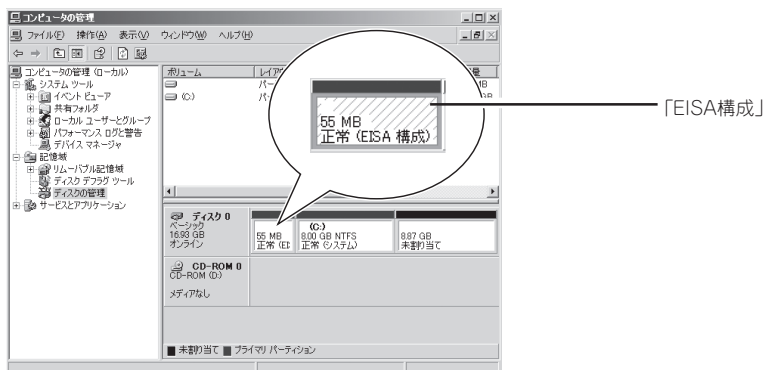 コンピュータの管理
ファイル(F) 操作(A) 表示(V) ウィンドウ(W) ヘルプ(H)
コンピュータの管理 (ローカル)
システム ツール
イベント ビューア
共有フォルダ
ローカル ユーザーとグループ
パフォーマンス ログと警告
デバイス マネージャ
記憶域
リムーバブル記憶域
ディスク デフラグ ツール
ディスクの管理
サービスとアプリケーション
ボリューム
(C:)
55 MB
正常 (EISA 構成)
「EISA構成」
ディスク 0
ベーシック
16.93 GB
オンライン
55 MB
正常 (EI
(C:)
8.00 GB NTFS
正常 (システム)
8.87 GB
未割り当て
CD-ROM 0
CD-ROM (D:)
メディアなし
未割り当て プライマリ パーティション